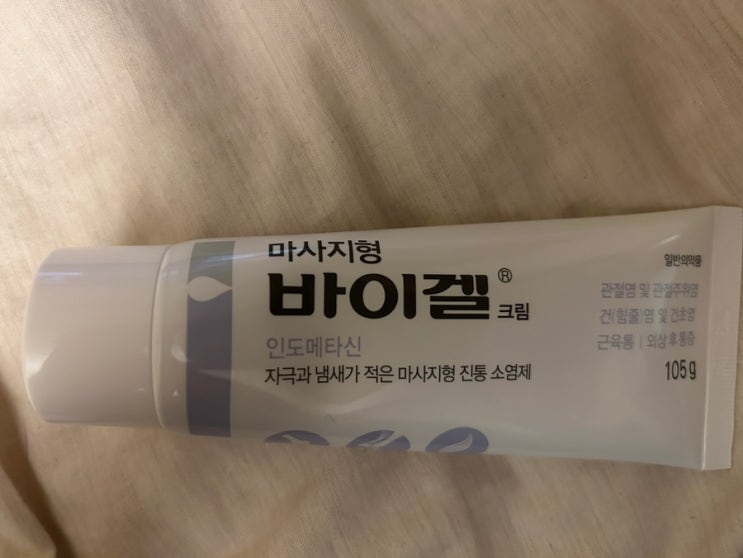 마사지형
바이겔®
크림
인도메타신
자극과 냄새가 적은 마사지형 진통 소염제
일반의약품
관절염 및 관절주위염
건(힘줄)염 및 건초염
근육통 | 외상 후 통증
105g